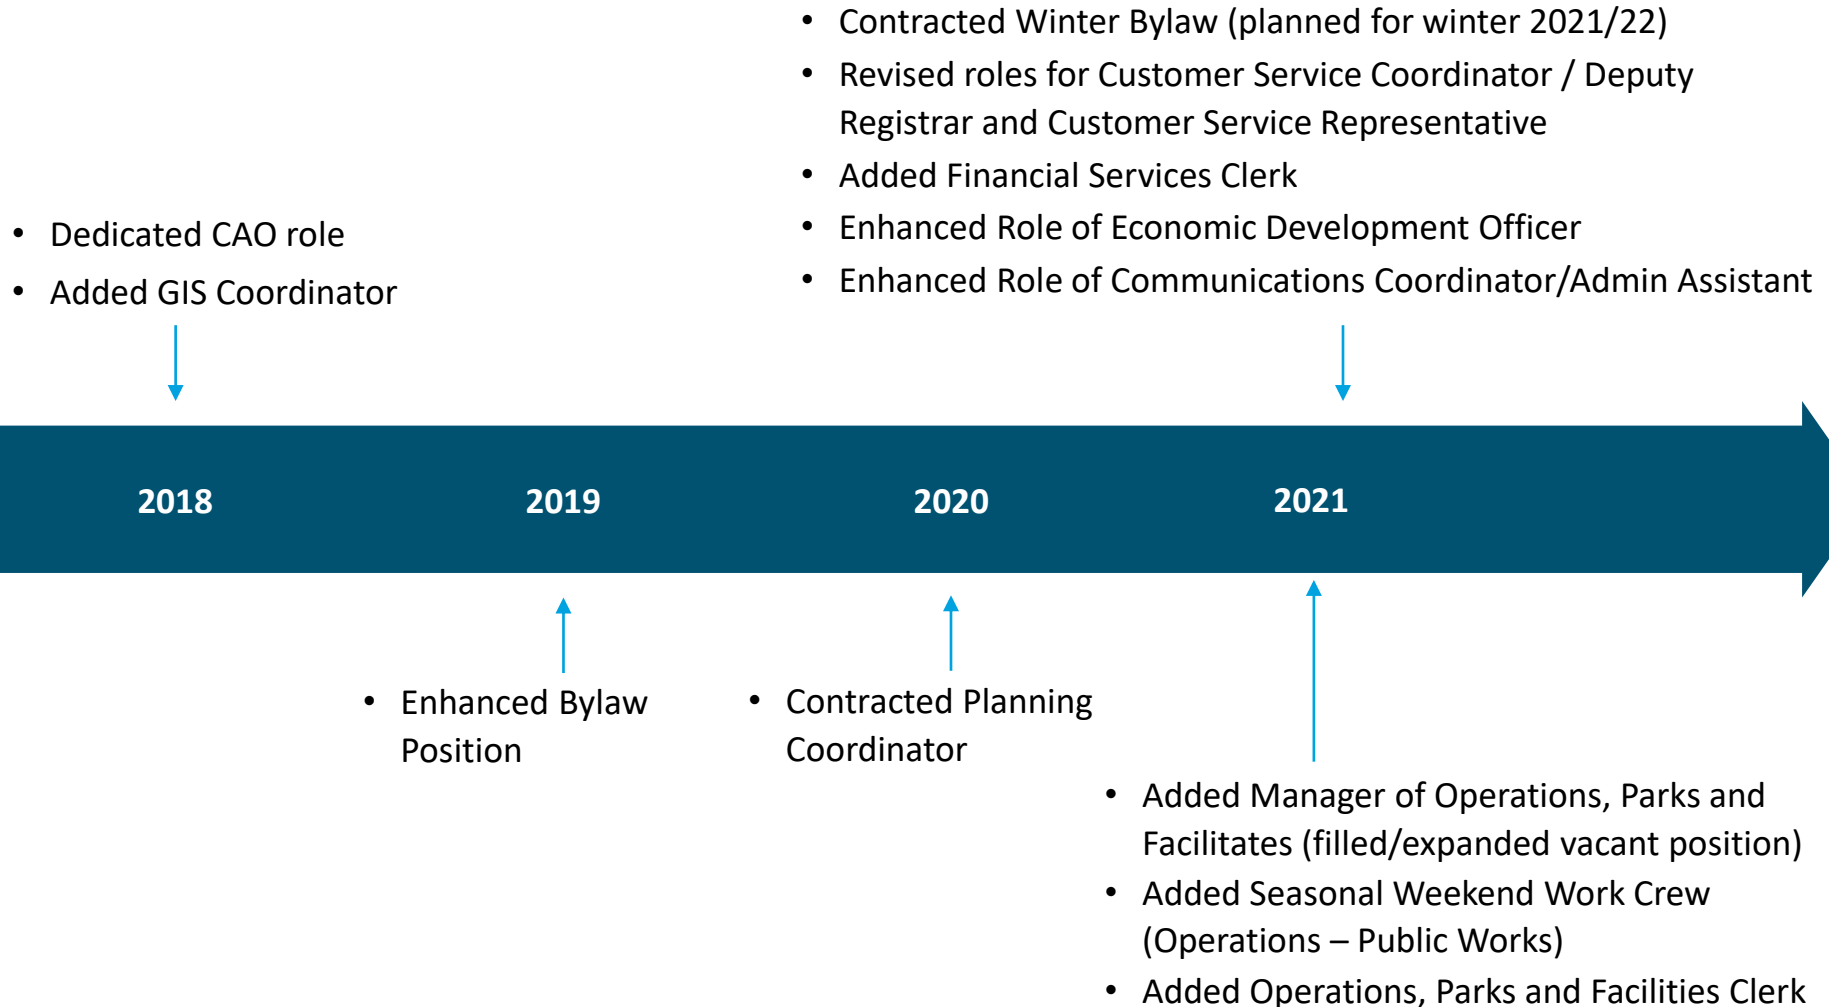 • Contracted Winter Bylaw (planned for winter 2021/22)
• Revised roles for Customer Service Coordinator / Deputy
Registrar and Customer Service Representative
• Added Financial Services Clerk
• Enhanced Role of Economic Development Officer
• Enhanced Role of Communications Coordinator/Admin Assistant
• Dedicated CAO role
• Added GIS Coordinator
2018
2019
2020
2021
• Enhanced Bylaw
Position
• Contracted Planning
Coordinator
• Added Manager of Operations, Parks and
Facilitates (filled/expanded vacant position)
• Added Seasonal Weekend Work Crew
(Operations – Public Works)
• Added Operations, Parks and Facilities Clerk